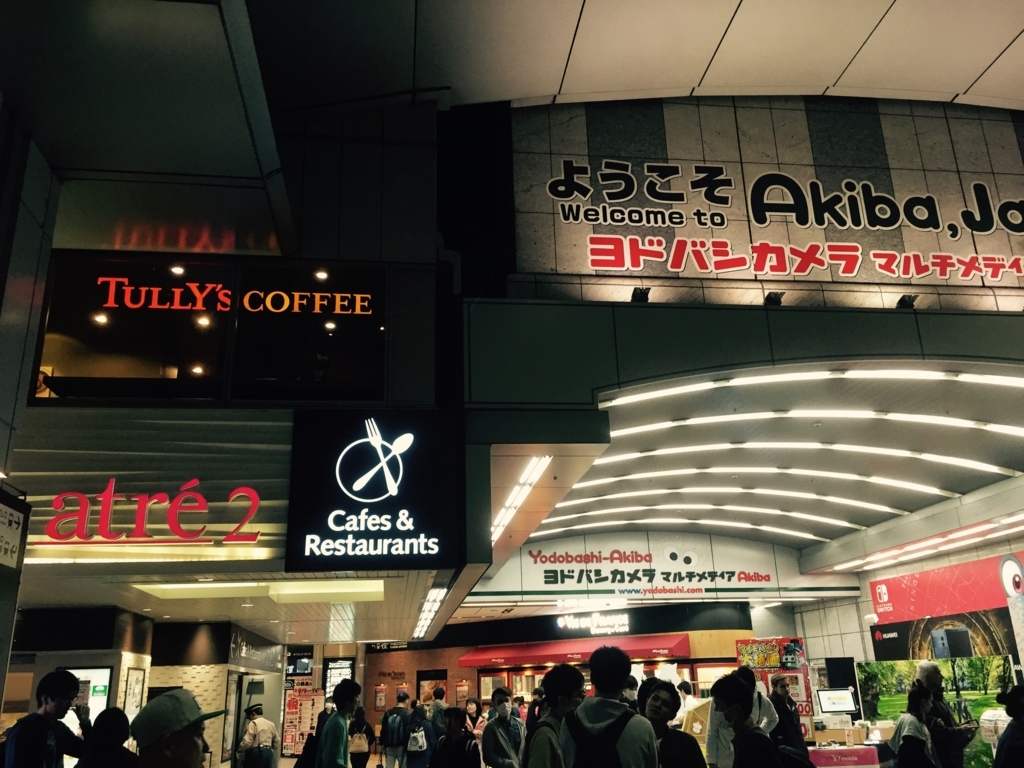 ようこそ
Welcome to
Akiba, Ja
ヨドバシカメラ マルチメディ
TULLY'S COFFEE
atré 2
Cafes &
Restaurants
Yodobashi-Akiba
ヨドバシカメラ マルチメディア Akiba
www.yodobashi.com
HUAWEI
Y!mobile